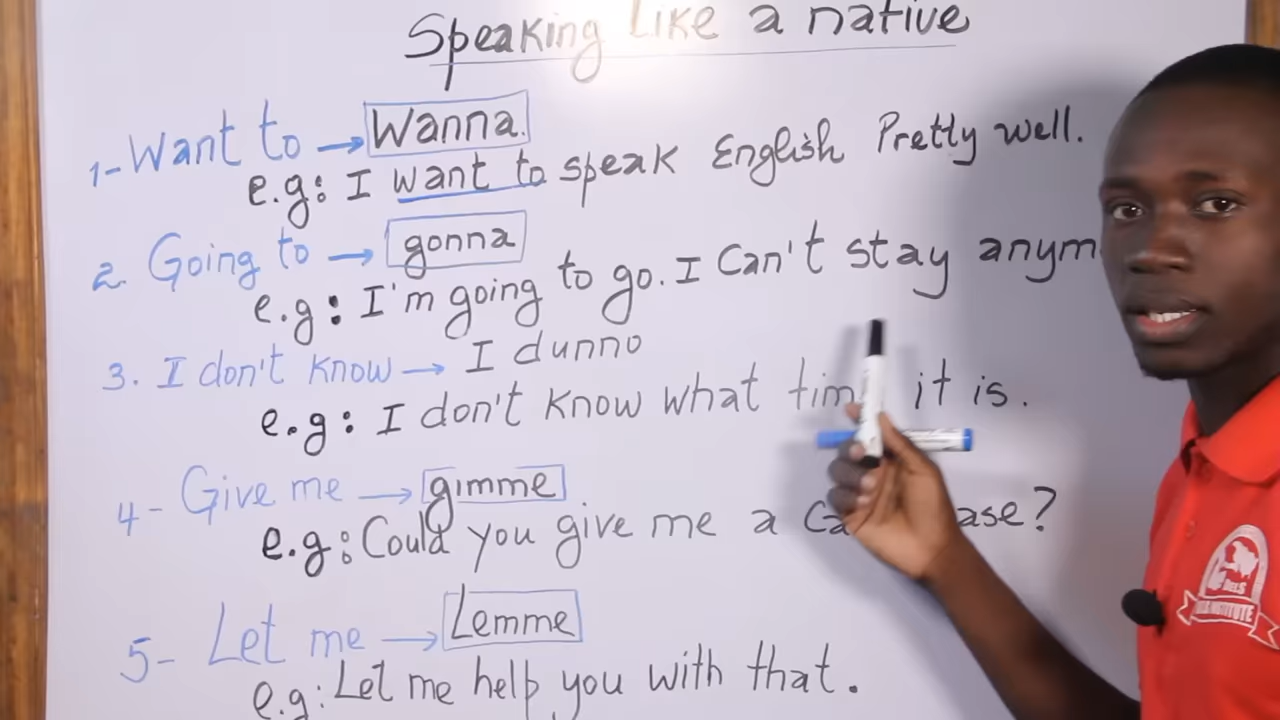 Speaking Like a native
1- Want to → Wanna.
e.g: I want to speak English Pretty well.
2. Going to → gonna
e.g: I'm going to go. I Can't stay anym
3. I don't know → I dunno
e.g: I don't know what tim it is.
4- Give me → gimme
e.g: Could you give me a ca ase?
5- Let me → Lemme
e.g: Let me help you with that.
INSTITUTE